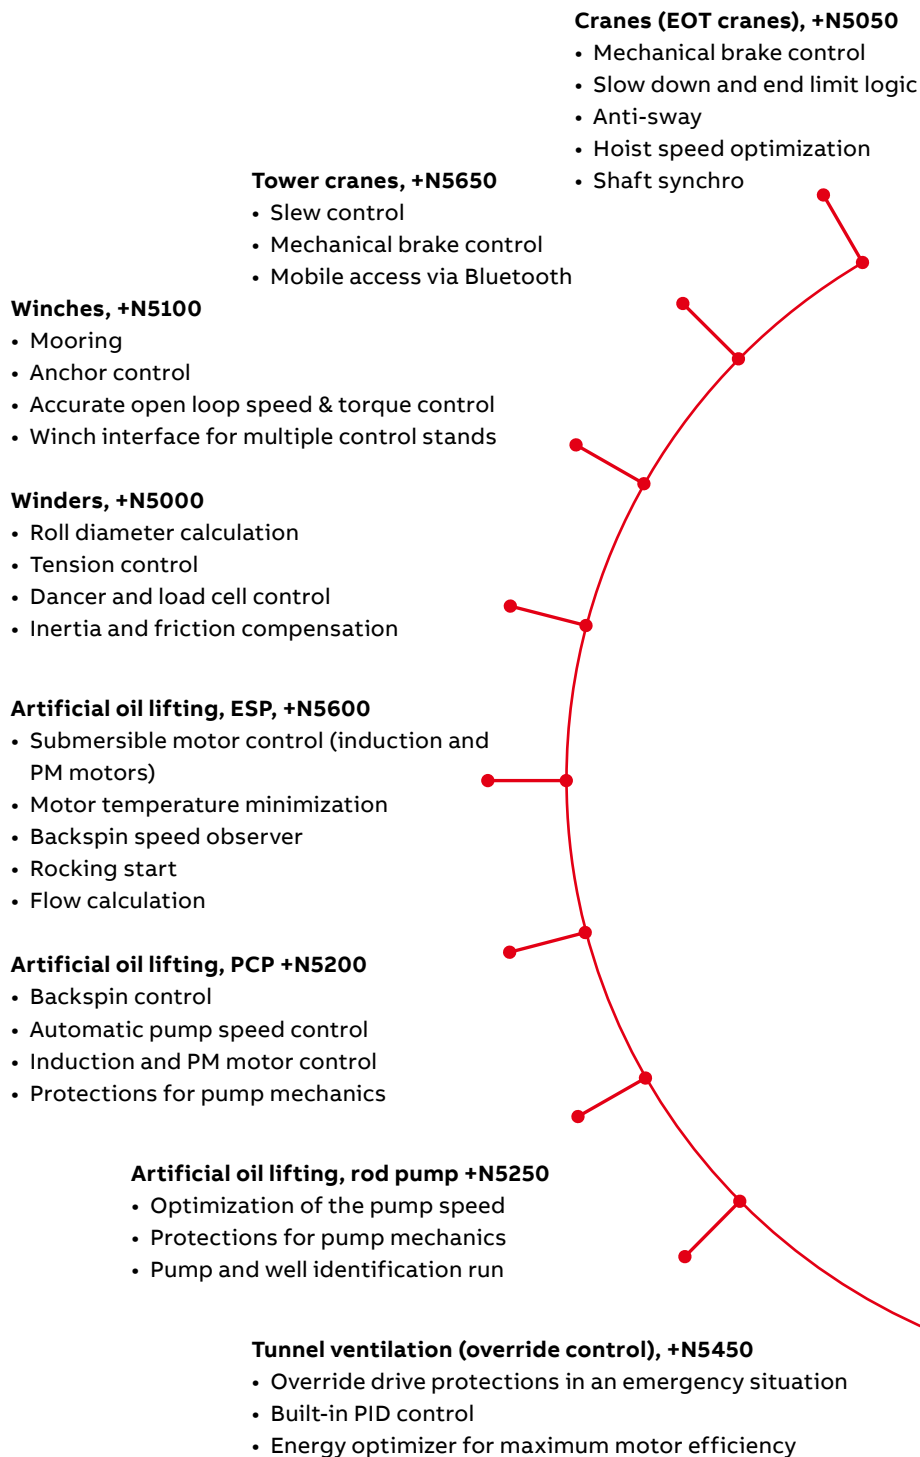 Cranes (EOT cranes), +N5050
• Mechanical brake control
• Slow down and end limit logic
• Anti-sway
• Hoist speed optimization
• Shaft synchro
Tower cranes, +N5650
• Slew control
• Mechanical brake control
• Mobile access via Bluetooth
Winches, +N5100
• Mooring
• Anchor control
• Accurate open loop speed & torque control
• Winch interface for multiple control stands
Winders, +N5000
• Roll diameter calculation
• Tension control
• Dancer and load cell control
• Inertia and friction compensation
Artificial oil lifting, ESP, +N5600
• Submersible motor control (induction and
PM motors)
• Motor temperature minimization
• Backspin speed observer
• Rocking start
• Flow calculation
Artificial oil lifting, PCP +N5200
• Backspin control
• Automatic pump speed control
• Induction and PM motor control
• Protections for pump mechanics
Artificial oil lifting, rod pump +N5250
• Optimization of the pump speed
• Protections for pump mechanics
• Pump and well identification run
Tunnel ventilation (override control), +N5450
• Override drive protections in an emergency situation
• Built-in PID control
• Energy optimizer for maximum motor efficiency